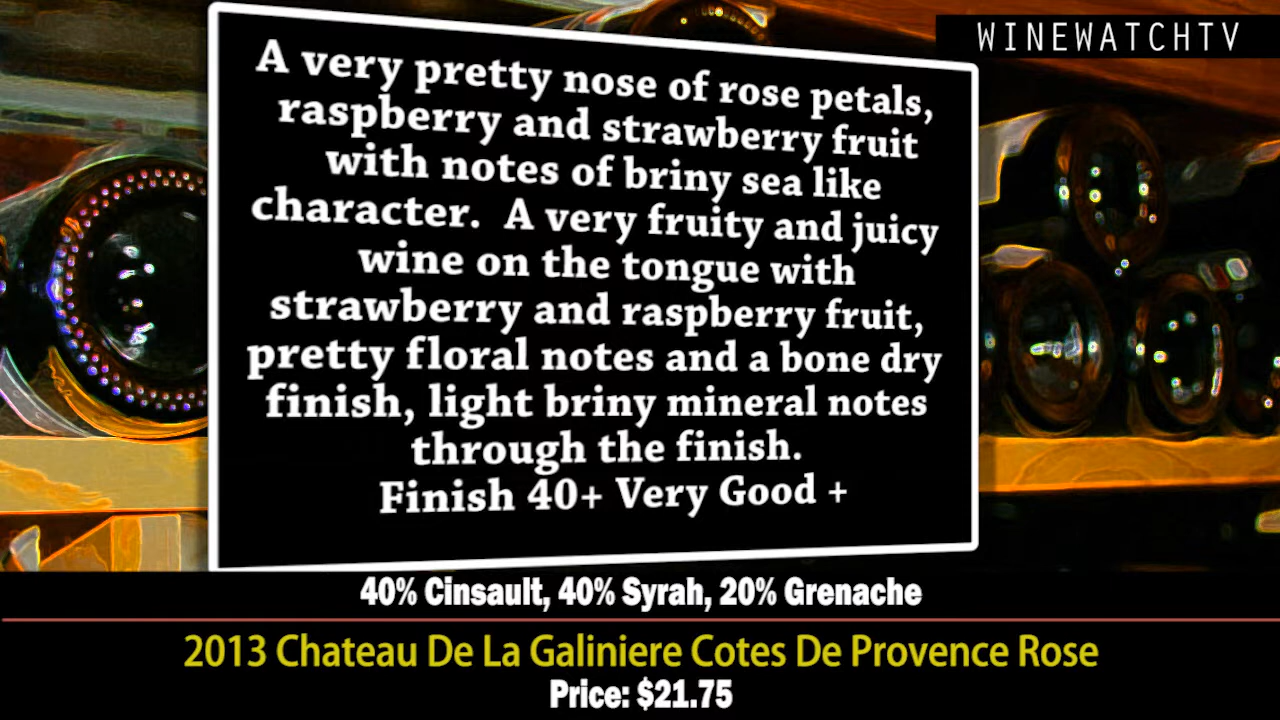 WINEWATCHTV
A very pretty nose of rose petals,
raspberry and strawberry fruit
with notes of briny sea like
character.  A very fruity and juicy
wine on the tongue with
strawberry and raspberry fruit,
pretty floral notes and a bone dry
finish, light briny mineral notes
through the finish.
Finish 40+ Very Good +
40% Cinsault, 40% Syrah, 20% Grenache
2013 Chateau De La Galiniere Cotes De Provence Rose
Price: $21.75